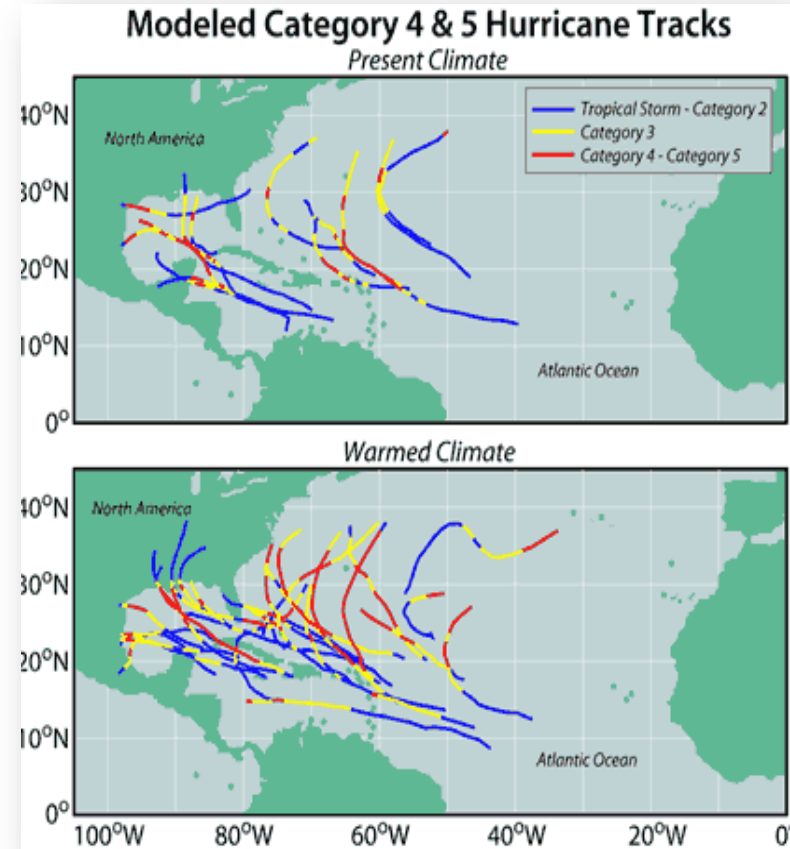 Modeled Category 4 & 5 Hurricane Tracks
Present Climate
40°N
North America
Tropical Storm - Category 2
Category 3
Category 4 - Category 5
30°N
20°N
10°N
Atlantic Ocean
0°
Warmed Climate
40°N
North America
30°N
20°N
10°N
Atlantic Ocean
0°
100°W 80°W 60°W 40°W 20°W 0°